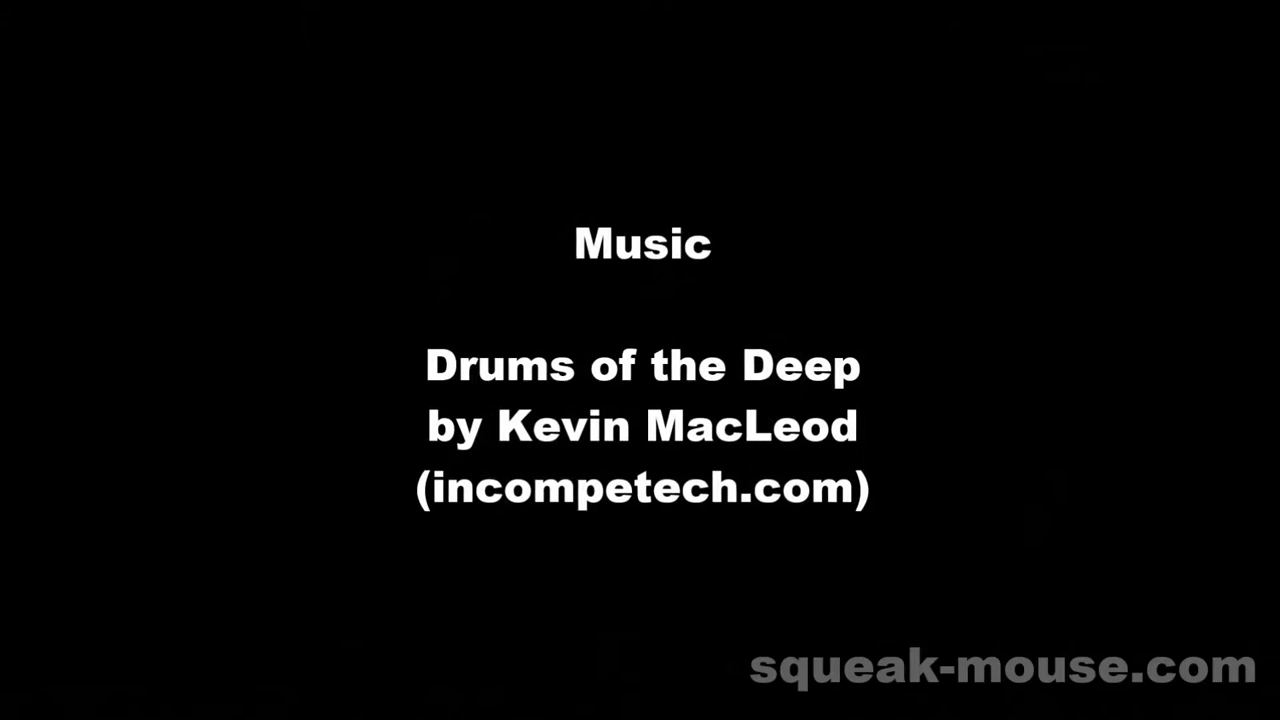 Music
Drums of the Deep
by Kevin MacLeod
(incompetech.com)
squeak-mouse.com